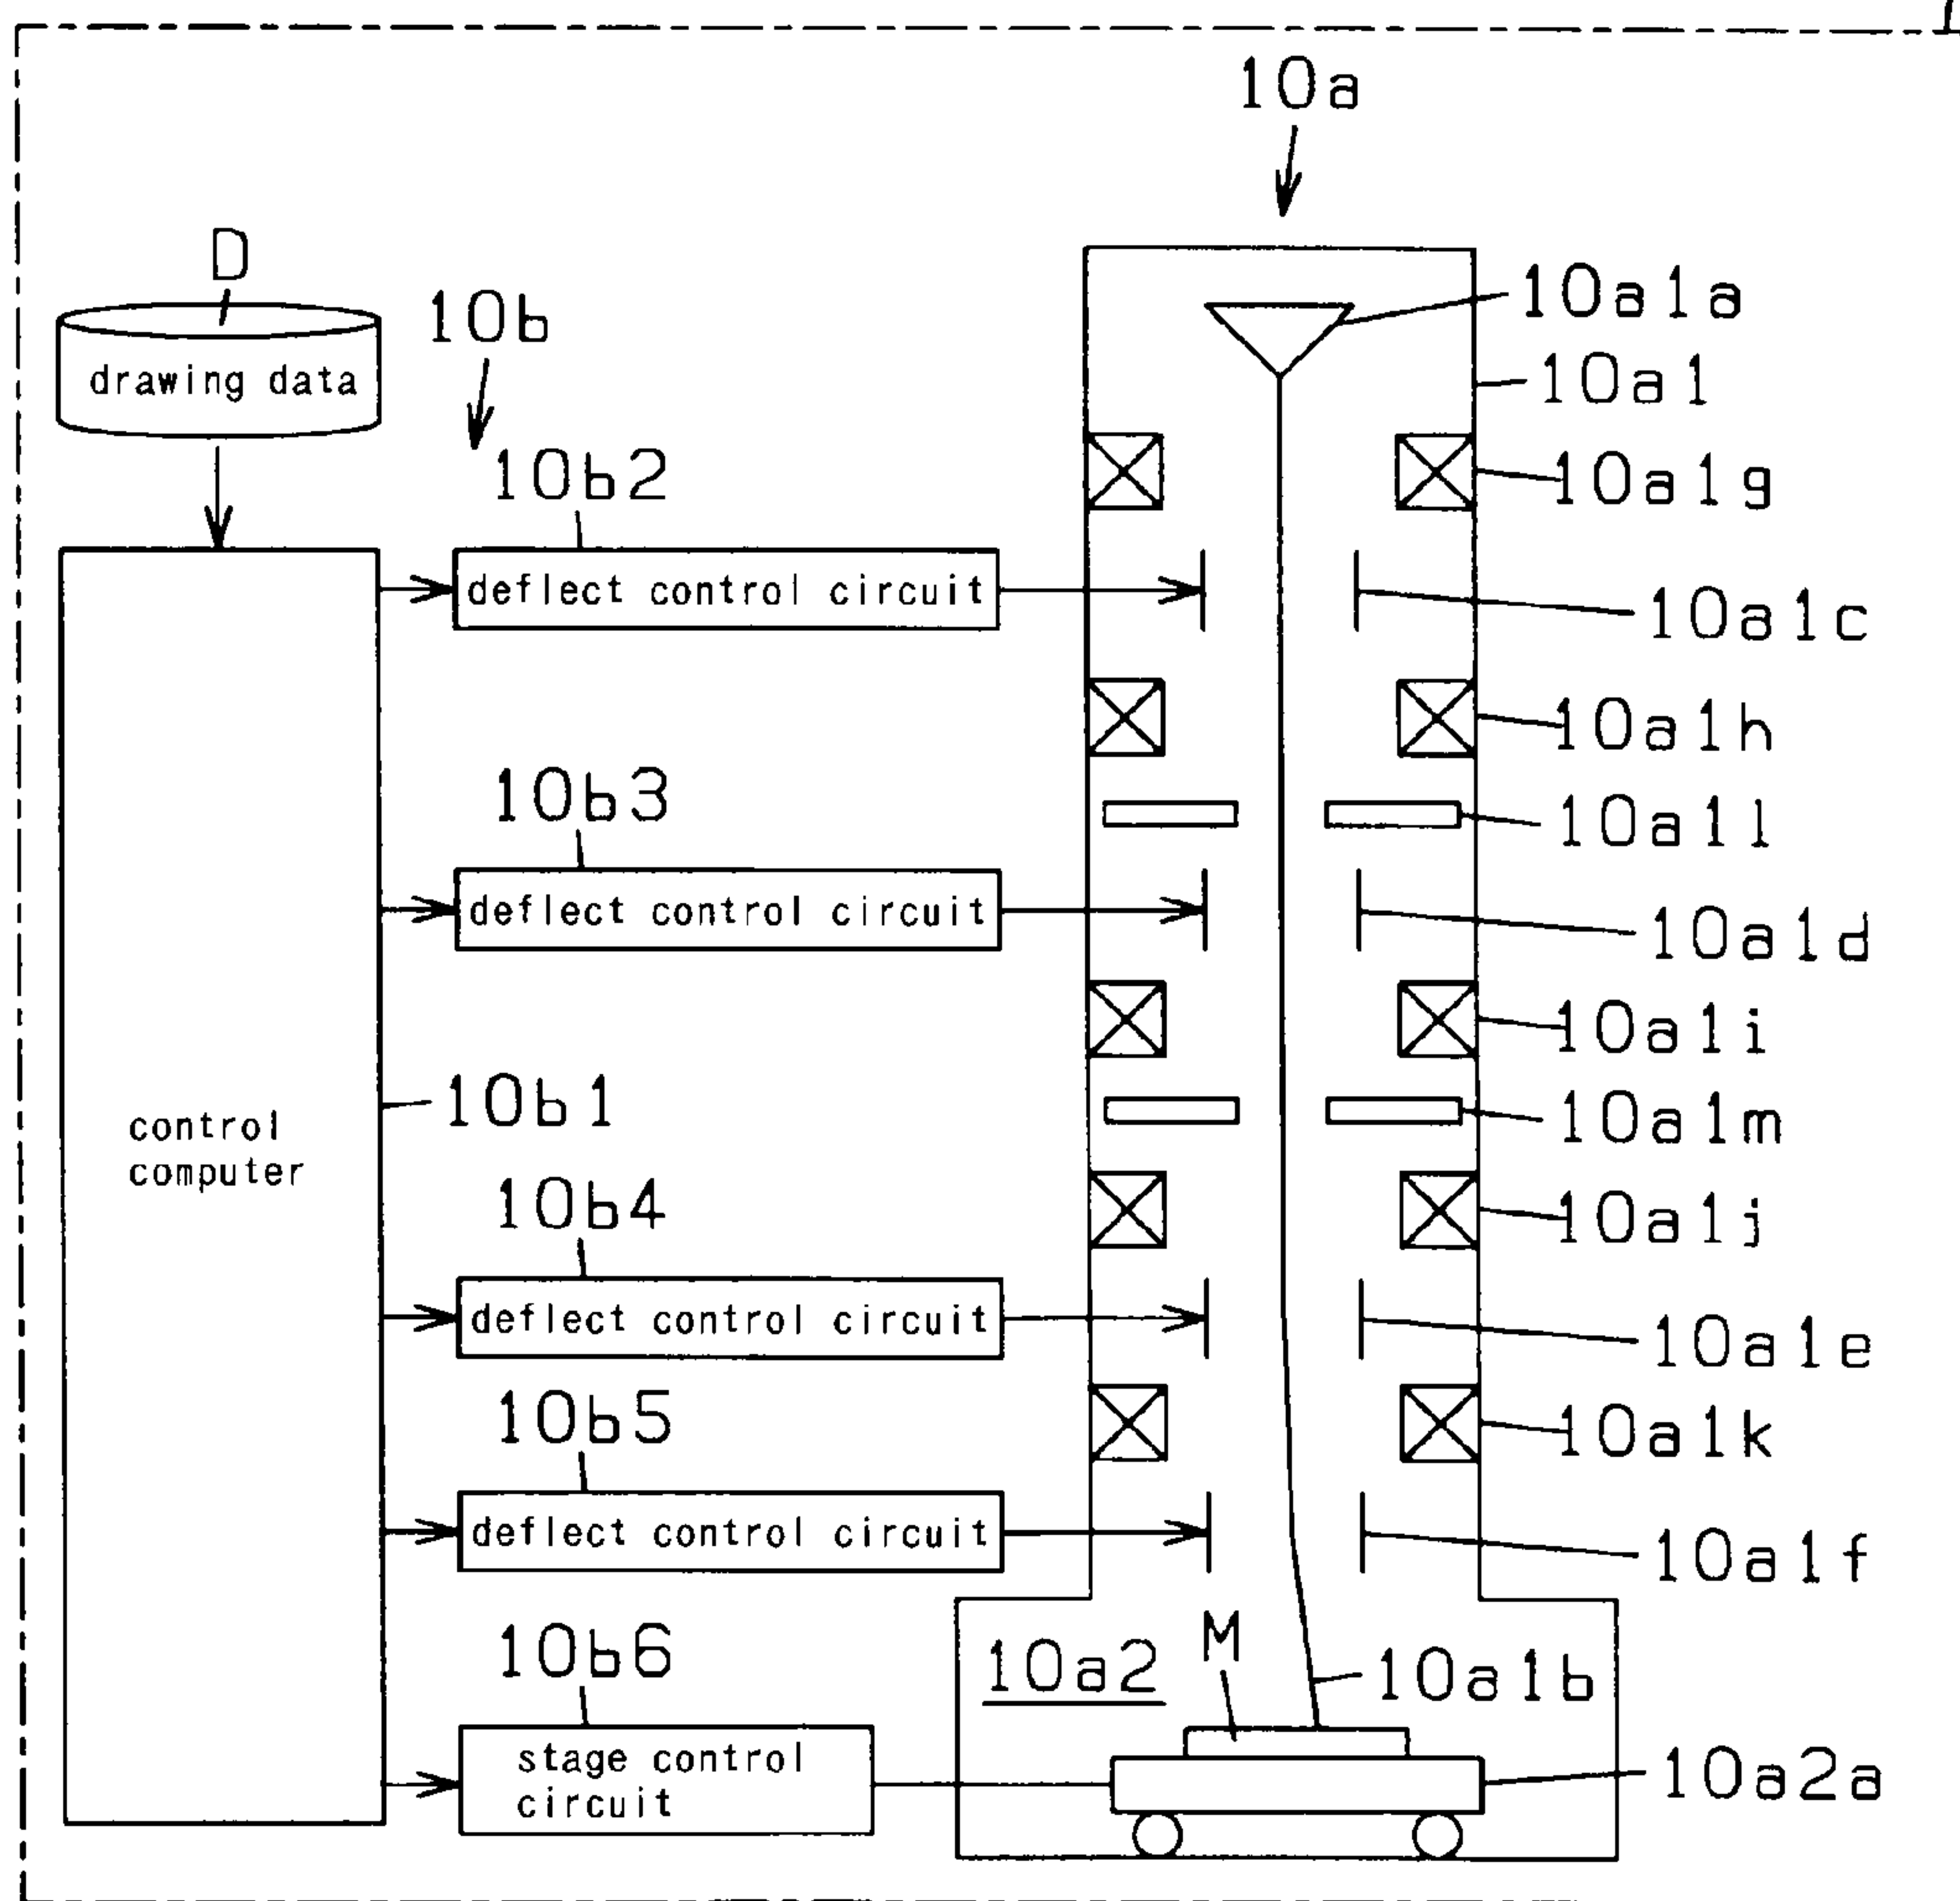 10a
D
drawing data
10b
10a1a
10a1
10b2
10a1g
deflect control circuit
10a1c
10a1h
10b3
10a1l
deflect control circuit
10a1d
10a1i
10b1
10a1m
control
computer
10b4
10a1j
deflect control circuit
10a1e
10b5
10a1k
deflect control circuit
10a1f
10b6
10a2
M
10a1b
stage control
circuit
10a2a